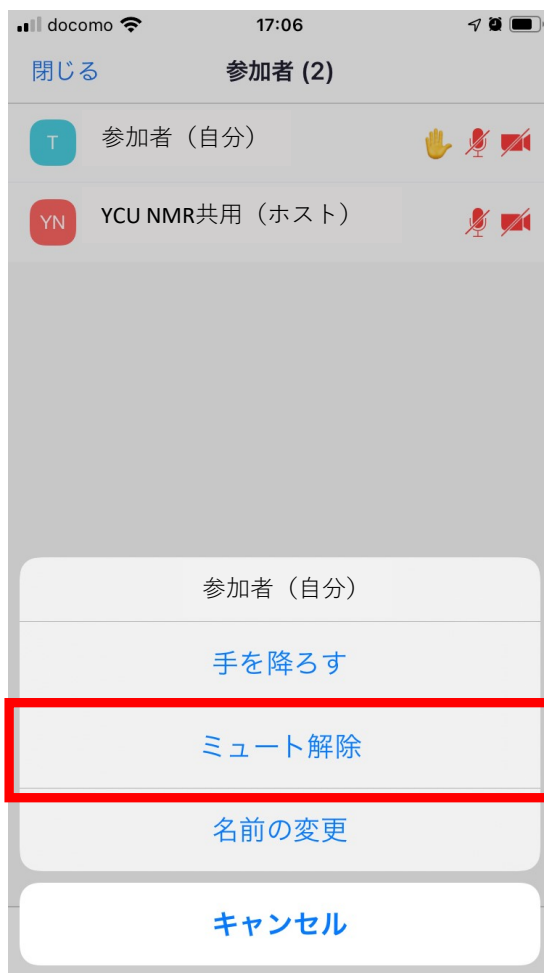 docomo 17:06
閉じる 参加者 (2)
T 参加者（自分）
YN YCU NMR共用（ホスト）
参加者（自分）
手を降ろす
ミュート解除
名前の変更
キャンセル